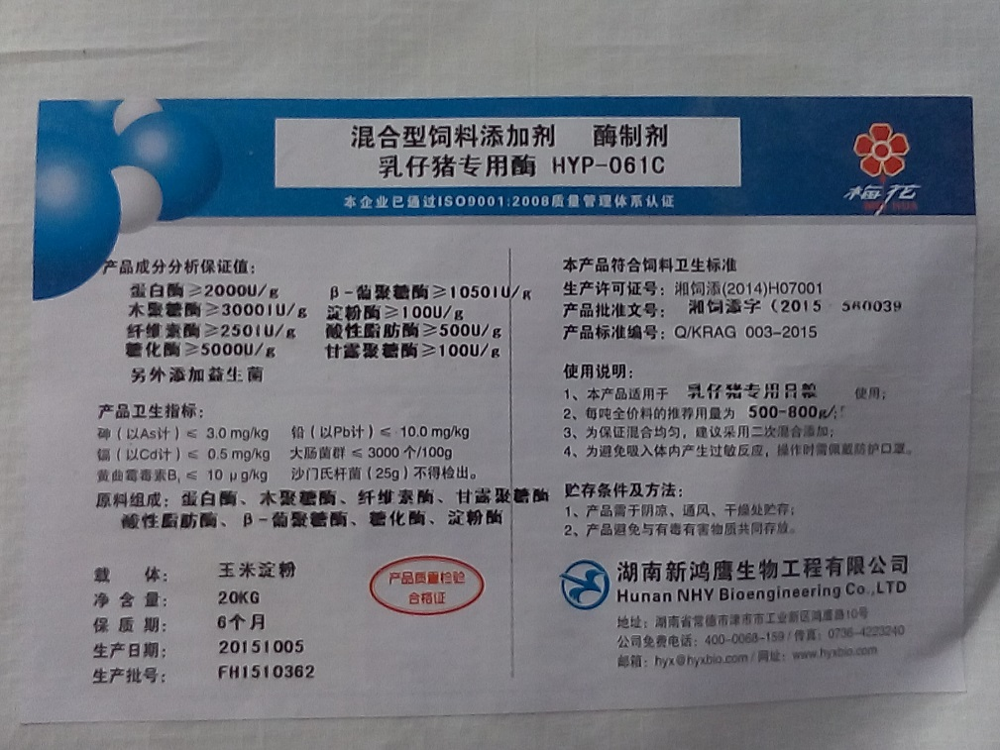 混合型饲料添加剂 酶制剂
乳仔猪专用酶 HYP-061C
梅花
本企业已通过ISO9001:2008质量管理体系认证
产品成分分析保证值：
蛋白酶≥2000U/g β-葡聚糖酶≥1050IU/g
木聚糖酶≥3000IU/g 淀粉酶≥100U/g
纤维素酶≥250IU/g 酸性脂肪酶≥500U/g
糖化酶≥5000U/g 甘露聚糖酶≥100U/g
另外添加益生菌
产品卫生指标：
砷（以As计）≤ 3.0 mg/kg 铅（以Pb计）≤ 10.0 mg/kg
镉（以Cd计）≤ 0.5 mg/kg 大肠菌群 ≤ 3000 个/100g
黄曲霉毒素B₁ ≤ 10 μg/kg 沙门氏杆菌（25g）不得检出。
原料组成：蛋白酶、木聚糖酶、纤维素酶、甘露聚糖酶
酸性脂肪酶、β-葡聚糖酶、糖化酶、淀粉酶
载 体： 玉米淀粉
净 含 量： 20KG
保 质 期： 6个月
生产日期： 20151005
生产批号： FH1510362
产品质量检验
合格证
本产品符合饲料卫生标准
生产许可证号：湘饲添(2014)H07001
产品批准文号： 湘饲添字（2015 560039
产品标准编号：Q/KRAG 003-2015
使用说明：
1、本产品适用于 乳仔猪专用日粮 使用；
2、每吨全价料的推荐用量为 500-800g/
3、为保证混合均匀，建议采用二次混合添加；
4、为避免吸入体内产生过敏反应，操作时需佩戴防护口罩。
贮存条件及方法：
1、产品需于阴凉、通风、干燥处贮存；
2、产品避免与有毒有害物质共同存放。
湖南新鸿鹰生物工程有限公司
Hunan NHY Bioengineering Co.,LTD
地址：湖南省常德市津市市工业新区鸿鹰路10号
公司免费电话：400-0068-159 / 传真：0736-4223240
邮箱：hyx@hyxbio.com / 网址：www.hyxbio.com